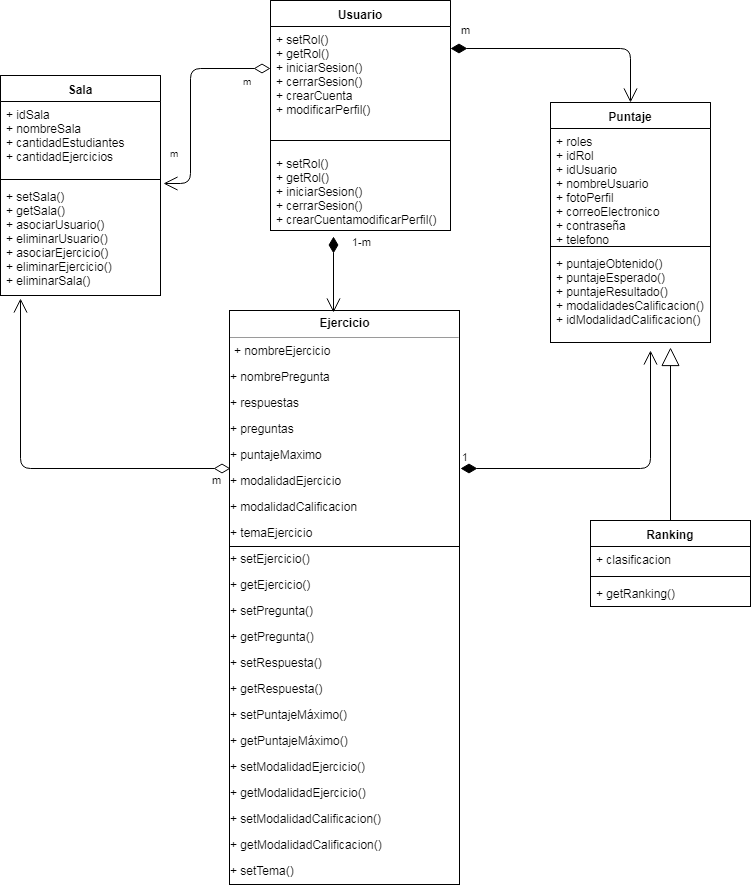 Usuario
+ setRol()
+ getRol()
+ iniciarSesion()
+ cerrarSesion()
+ crearCuenta
+ modificarPerfil()
+ setRol()
+ getRol()
+ iniciarSesion()
+ cerrarSesion()
+ crearCuentamodificarPerfil()
m
m
m
1-m
Sala
+ idSala
+ nombreSala
+ cantidadEstudiantes
+ cantidadEjercicios
+ setSala()
+ getSala()
+ asociarUsuario()
+ eliminarUsuario()
+ asociarEjercicio()
+ eliminarEjercicio()
+ eliminarSala()
Puntaje
+ roles
+ idRol
+ idUsuario
+ nombreUsuario
+ fotoPerfil
+ correoElectronico
+ contraseña
+ telefono
+ puntajeObtenido()
+ puntajeEsperado()
+ puntajeResultado()
+ modalidadesCalificacion()
+ idModalidadCalificacion()
Ejercicio
+ nombreEjercicio
+ nombrePregunta
+ respuestas
+ preguntas
+ puntajeMaximo
+ modalidadEjercicio
+ modalidadCalificacion
+ temaEjercicio
+ setEjercicio()
+ getEjercicio()
+ setPregunta()
+ getPregunta()
+ setRespuesta()
+ getRespuesta()
+ setPuntajeMáximo()
+ getPuntajeMáximo()
+ setModalidadEjercicio()
+ getModalidadEjercicio()
+ setModalidadCalificacion()
+ getModalidadCalificacion()
+ setTema()
m
1
Ranking
+ clasificacion
+ getRanking()